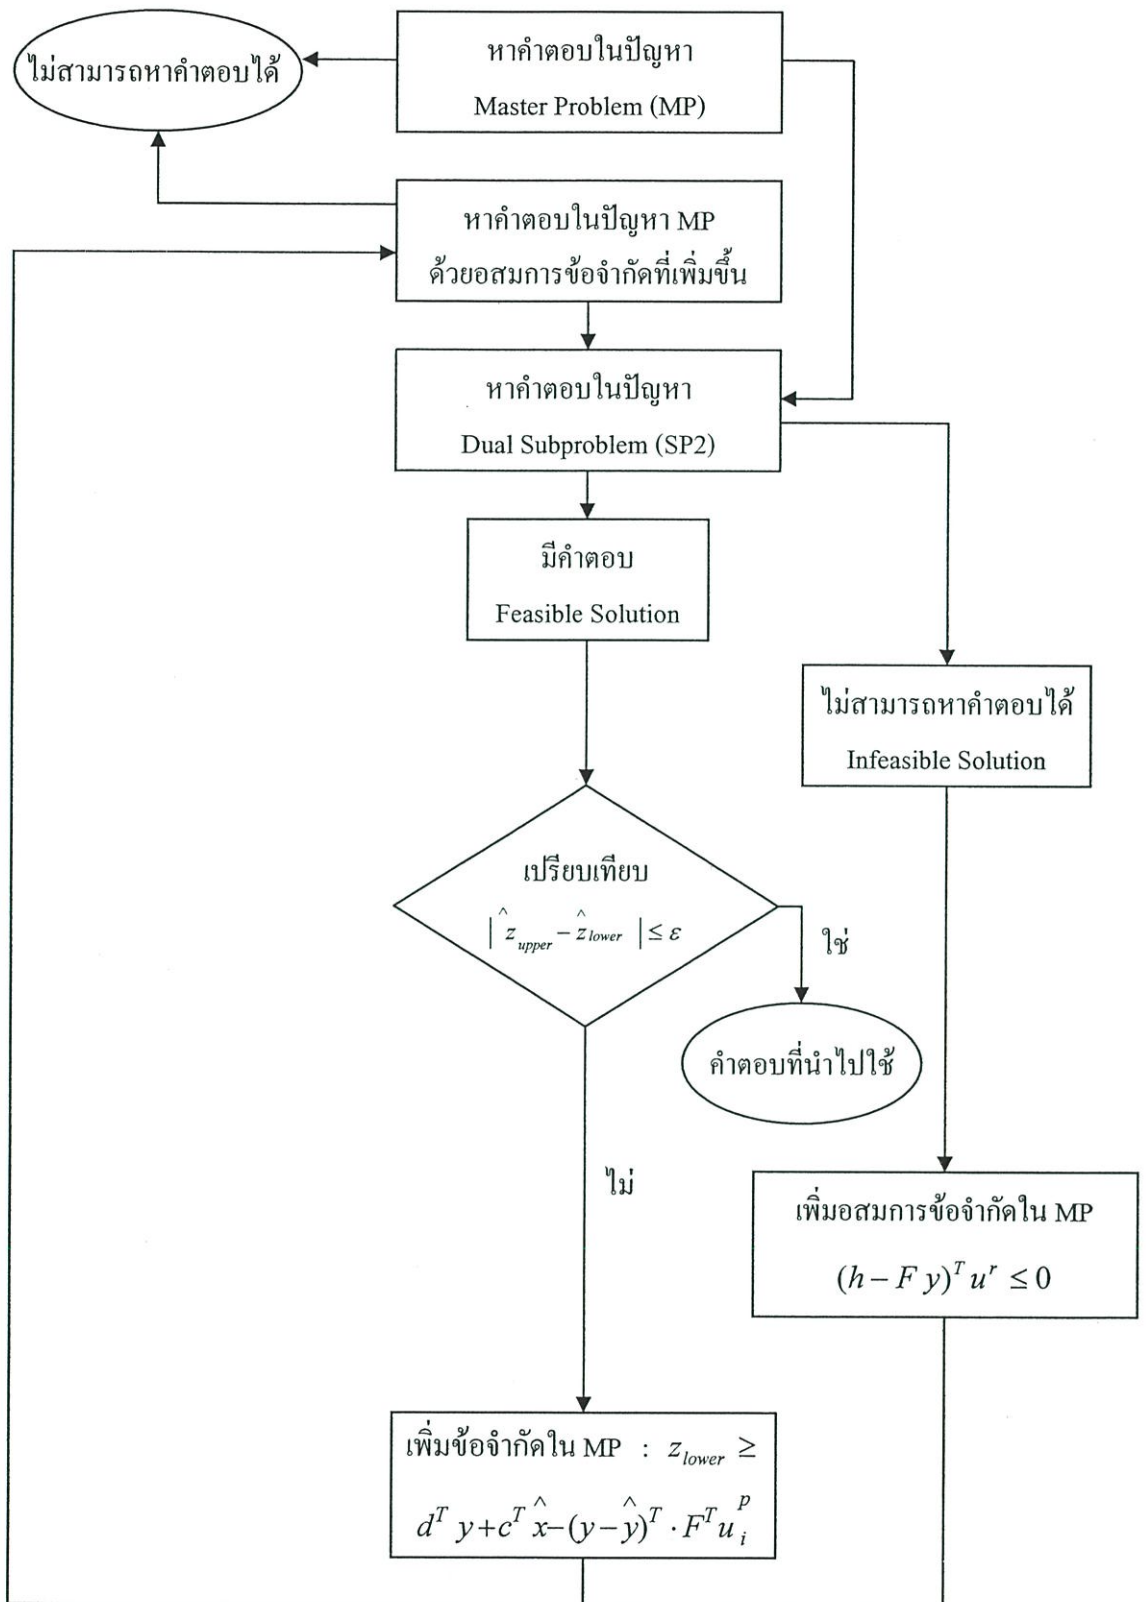 ไม่สามารถหาคำตอบได้
หาคำตอบในปัญหา
Master Problem (MP)
หาคำตอบในปัญหา MP
ด้วยอสมการข้อจำกัดที่เพิ่มขึ้น
หาคำตอบในปัญหา
Dual Subproblem (SP2)
มีคำตอบ
Feasible Solution
ไม่สามารถหาคำตอบได้
Infeasible Solution
เปรียบเทียบ
| ẑ_upper − ẑ_lower | ≤ ε
ใช่
คำตอบที่นำไปใช้
ไม่
เพิ่มอสมการข้อจำกัดใน MP
(h − F y)^T u^r ≤ 0
เพิ่มข้อจำกัดใน MP : z_lower ≥
d^T y + c^T x̂ − (y − ŷ)^T · F^T u_i^p